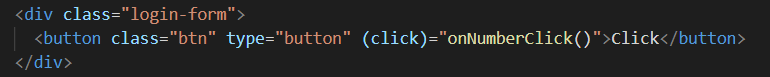 <div class="login-form">
<button class="btn" type="button" (click)="onNumberClick()">Click</button>
</div>